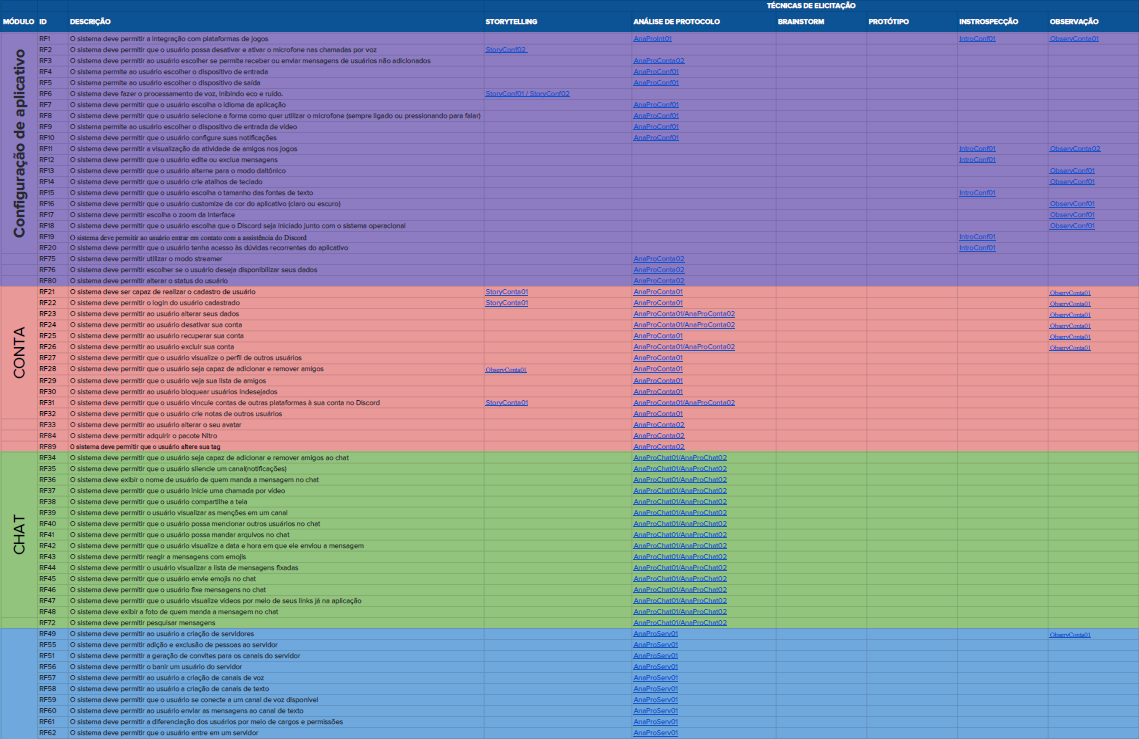 TÉCNICAS DE ELICITAÇÃO
MÓDULO ID DESCRIÇÃO STORYTELLING ANÁLISE DE PROTOCOLO BRAINSTORM PROTÓTIPO INSTROSPECÇÃO OBSERVAÇÃO
Configuração de aplicativo
RF1 O sistema deve permitir a integração com plataformas de jogos AnaProInt01 IntroConf01 ObservConta01
RF2 O sistema deve permitir que o usuário possa desativar e ativar o microfone nas chamadas por voz StoryConf02
RF3 O sistema deve permitir ao usuário escolher se permite receber ou enviar mensagens de usuários não adicionados AnaProConta02
RF4 O sistema permite ao usuário escolher o dispositivo de entrada AnaProConf01
RF5 O sistema permite ao usuário escolher o dispositivo de saída AnaProConf01
RF6 O sistema deve fazer o processamento de voz, inibindo eco e ruído. StoryConf01 / StoryConf02
RF7 O sistema deve permitir que o usuário escolha o idioma da aplicação AnaProConf01
RF8 O sistema deve permitir que o usuário selecione a forma como quer utilizar o microfone (sempre ligado ou pressionando para falar) AnaProConf01
RF9 O sistema permite ao usuário escolher o dispositivo de entrada de vídeo AnaProConf01
RF10 O sistema deve permitir que o usuário configure suas notificações AnaProConf01
RF11 O sistema deve permitir a visualização da atividade de amigos nos jogos IntroConf01 ObservConta02
RF12 O sistema deve permitir que o usuário edite ou exclua mensagens IntroConf01
RF13 O sistema deve permitir que o usuário alterne para o modo daltônico ObservConf01
RF14 O sistema deve permitir que o usuário crie atalhos de teclado ObservConf01
RF15 O sistema deve permitir que o usuário escolha o tamanho das fontes de texto IntroConf01
RF16 O sistema deve permitir que o usuário customize da cor do aplicativo (claro ou escuro) ObservConf01
RF17 O sistema deve permitir escolha o zoom da interface ObservConf01
RF18 O sistema deve permitir que o usuário escolha que o Discord seja iniciado junto com o sistema operacional ObservConf01
RF19 O sistema deve permitir ao usuário entrar em contato com a assistência do Discord IntroConf01
RF20 O sistema deve permitir que o usuário tenha acesso às dúvidas recorrentes do aplicativo IntroConf01
RF75 O sistema deve permitir utilizar o modo streamer AnaProConta02
RF76 O sistema deve permitir escolher se o usuário deseja disponibilizar seus dados AnaProConta02
RF80 O sistema deve permitir alterar o status do usuário AnaProConta02
CONTA
RF21 O sistema deve ser capaz de realizar o cadastro de usuário StoryConta01 AnaProConta01 ObservConta01
RF22 O sistema deve permitir o login do usuário cadastrado StoryConta01 AnaProConta01 ObservConta01
RF23 O sistema deve permitir ao usuário alterar seus dados AnaProConta01/AnaProConta02 ObservConta01
RF24 O sistema deve permitir ao usuário desativar sua conta AnaProConta01/AnaProConta02 ObservConta01
RF25 O sistema deve permitir ao usuário recuperar sua conta AnaProConta01 ObservConta01
RF26 O sistema deve permitir ao usuário excluir sua conta AnaProConta01/AnaProConta02 ObservConta01
RF27 O sistema deve permitir que o usuário visualize o perfil de outros usuários AnaProConta01
RF28 O sistema deve permitir que o usuário seja capaz de adicionar e remover amigos ObservConta01 AnaProConta01
RF29 O sistema deve permitir que o usuário veja sua lista de amigos AnaProConta01
RF30 O sistema deve permitir ao usuário bloquear usuários indesejados AnaProConta01
RF31 O sistema deve permitir que o usuário vincule contas de outras plataformas à sua conta no Discord StoryConta01 AnaProConta01/AnaProConta02
RF32 O sistema deve permitir que o usuário crie notas de outros usuários AnaProConta01
RF33 O sistema deve permitir ao usuário alterar o seu avatar AnaProConta02
RF84 O sistema deve permitir adquirir o pacote Nitro AnaProConta02
RF89 O sistema deve permitir que o usuário altere sua tag AnaProConta02
CHAT
RF34 O sistema deve permitir que o usuário seja capaz de adicionar e remover amigos ao chat AnaProChat01/AnaProChat02
RF35 O sistema deve permitir que o usuário silencie um canal(notificações) AnaProChat01/AnaProChat02
RF36 O sistema deve exibir o nome de usuário de quem manda a mensagem no chat AnaProChat01/AnaProChat02
RF37 O sistema deve permitir que o usuário inicie uma chamada por vídeo AnaProChat01/AnaProChat02
RF38 O sistema deve permitir que o usuário compartilhe a tela AnaProChat01/AnaProChat02
RF39 O sistema deve permitir o usuário visualizar as menções em um canal AnaProChat01/AnaProChat02
RF40 O sistema deve permitir que o usuário possa mencionar outros usuários no chat AnaProChat01/AnaProChat02
RF41 O sistema deve permitir que o usuário possa mandar arquivos no chat AnaProChat01/AnaProChat02
RF42 O sistema deve permitir que o usuário visualize a data e hora em que ele enviou a mensagem AnaProChat01/AnaProChat02
RF43 O sistema deve permitir reagir a mensagens com emojis AnaProChat01/AnaProChat02
RF44 O sistema deve permitir o usuário visualizar a lista de mensagens fixadas AnaProChat01/AnaProChat02
RF45 O sistema deve permitir que o usuário envie emojis no chat AnaProChat01/AnaProChat02
RF46 O sistema deve permitir que o usuário fixe mensagens no chat AnaProChat01/AnaProChat02
RF47 O sistema deve permitir que o usuário visualize vídeos por meio de seus links já na aplicação AnaProChat01/AnaProChat02
RF48 O sistema deve exibir a foto de quem manda a mensagem no chat AnaProChat01/AnaProChat02
RF72 O sistema deve permitir pesquisar mensagens AnaProChat01/AnaProChat02
RF49 O sistema deve permitir ao usuário a criação de servidores AnaProServ01 ObservConta01
RF55 O sistema deve permitir adição e exclusão de pessoas ao servidor AnaProServ01
RF51 O sistema deve permitir a geração de convites para os canais do servidor AnaProServ01
RF56 O sistema deve permitir o banir um usuário do servidor AnaProServ01
RF57 O sistema deve permitir ao usuário a criação de canais de voz AnaProServ01
RF58 O sistema deve permitir ao usuário a criação de canais de texto AnaProServ01
RF59 O sistema deve permitir que o usuário se conecte a um canal de voz disponível AnaProServ01
RF60 O sistema deve permitir ao usuário enviar as mensagens ao canal de texto AnaProServ01
RF61 O sistema deve permitir a diferenciação dos usuários por meio de cargos e permissões AnaProServ01
RF62 O sistema deve permitir que o usuário entre em um servidor AnaProServ01